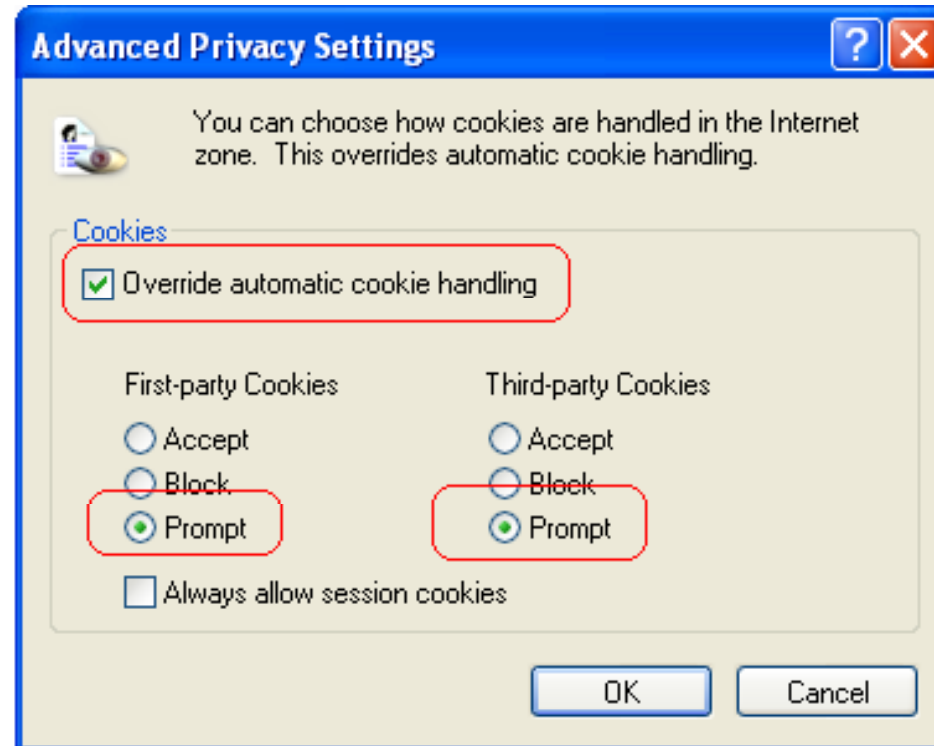 Advanced Privacy Settings
?
You can choose how cookies are handled in the Internet
zone. This overrides automatic cookie handling.
Cookies
Override automatic cookie handling
First-party Cookies Third-party Cookies
Accept Accept
Block Block
Prompt Prompt
Always allow session cookies
OK Cancel